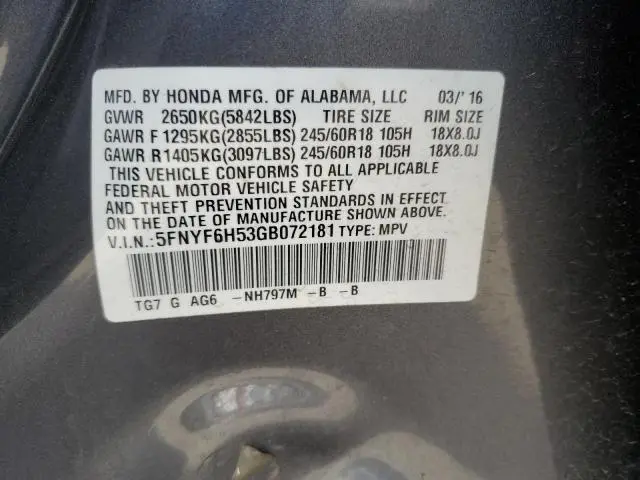 MFD. BY HONDA MFG. OF ALABAMA, LLC 03/'16
GVWR 2650KG(5842LBS) TIRE SIZE RIM SIZE
GAWR F 1295KG(2855LBS) 245/60R18 105H 18X8.0J
GAWR R 1405KG(3097LBS) 245/60R18 105H 18X8.0J
THIS VEHICLE CONFORMS TO ALL APPLICABLE
FEDERAL MOTOR VEHICLE SAFETY
AND THEFT PREVENTION STANDARDS IN EFFECT
ON THE DATE OF MANUFACTURE SHOWN ABOVE.
V.I.N.:5FNYF6H53GB072181 TYPE: MPV
TG7 G AG6 -NH797M -B -B